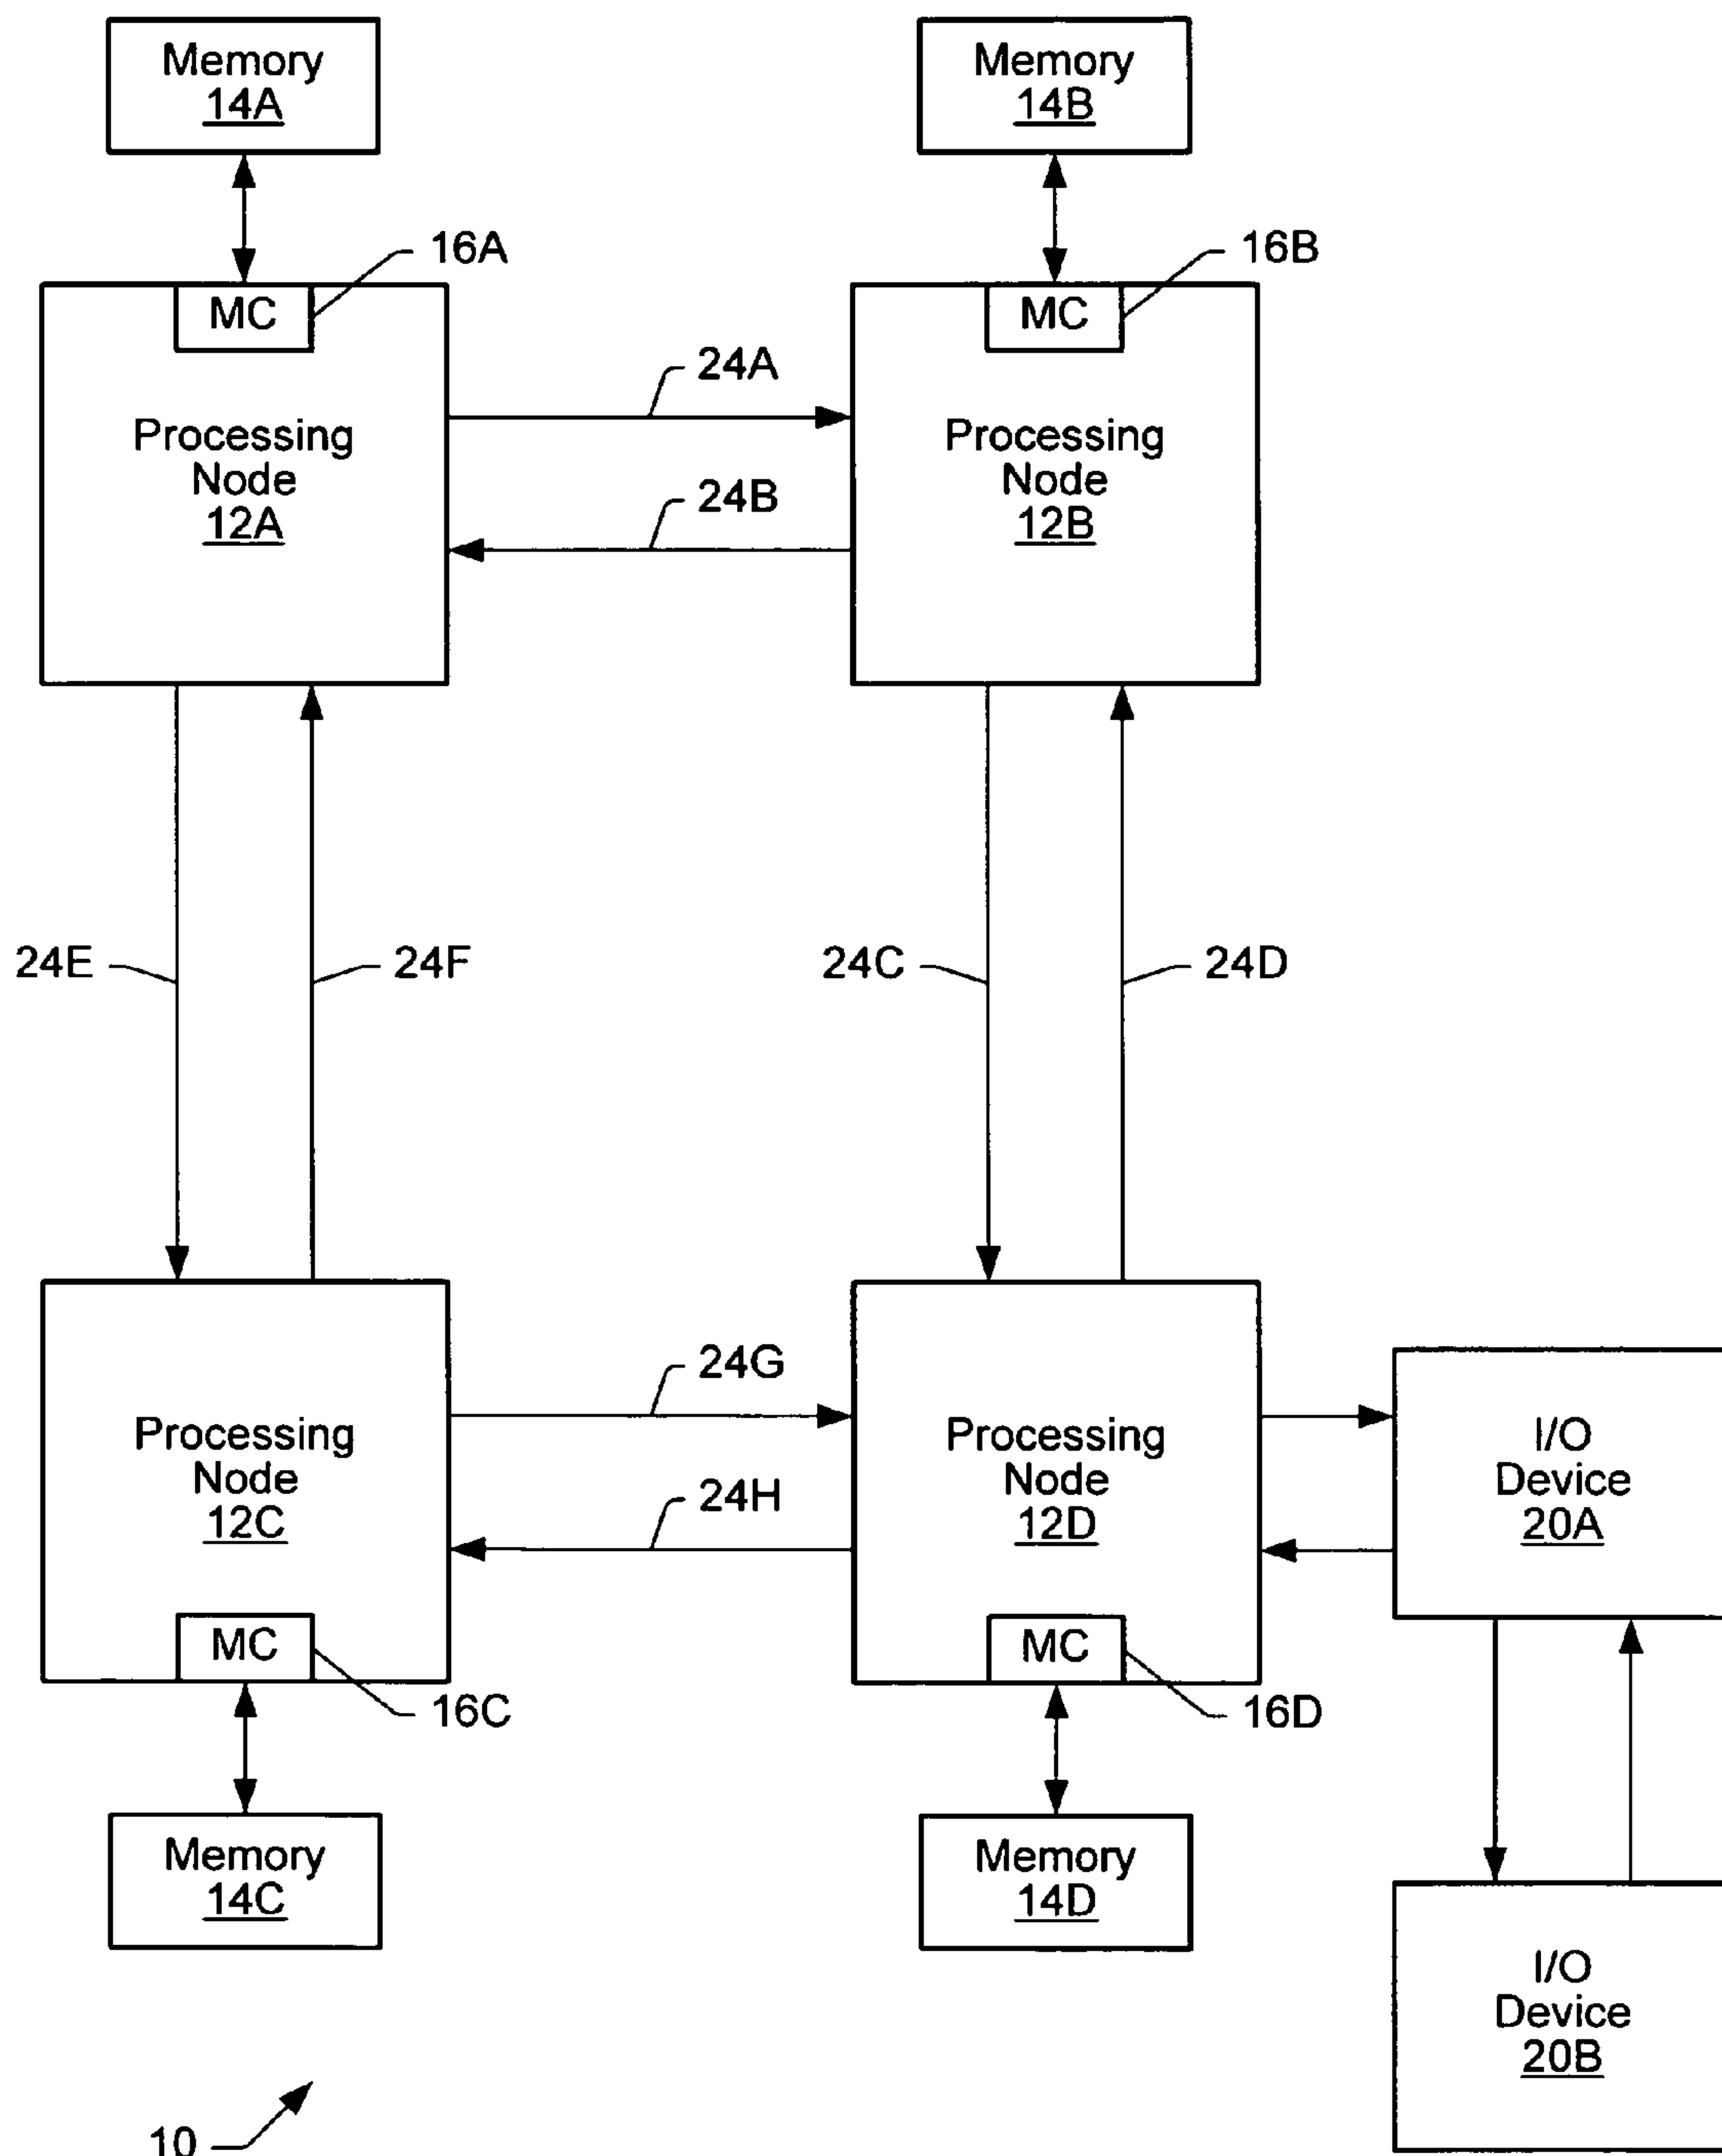 Memory
14A
Memory
14B
16A
16B
MC
MC
24A
Processing
Node
12A
Processing
Node
12B
24B
24E
24F
24C
24D
24G
Processing
Node
12C
Processing
Node
12D
I/O
Device
20A
24H
MC
MC
16C
16D
Memory
14C
Memory
14D
I/O
Device
20B
10